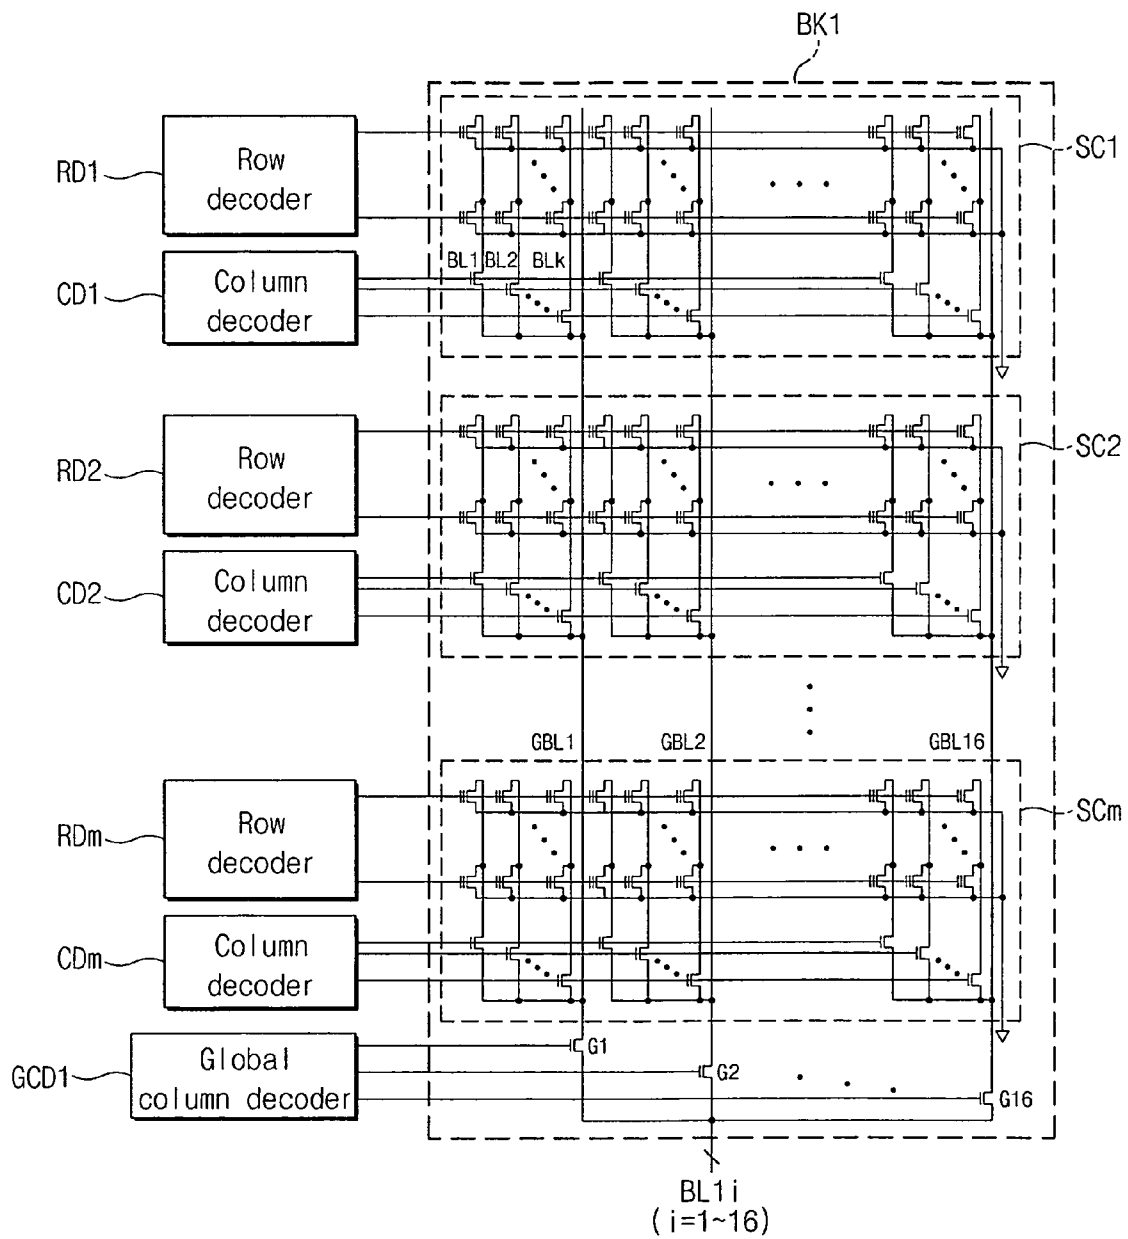 BK1
RD1
Row
decoder
SC1
CD1
Column
decoder
BL1 BL2 BLk
RD2
Row
decoder
SC2
CD2
Column
decoder
GBL1
GBL2
GBL16
RDm
Row
decoder
SCm
CDm
Column
decoder
GCD1
Global
column decoder
G1
G2
G16
BL1i
(i=1~16)